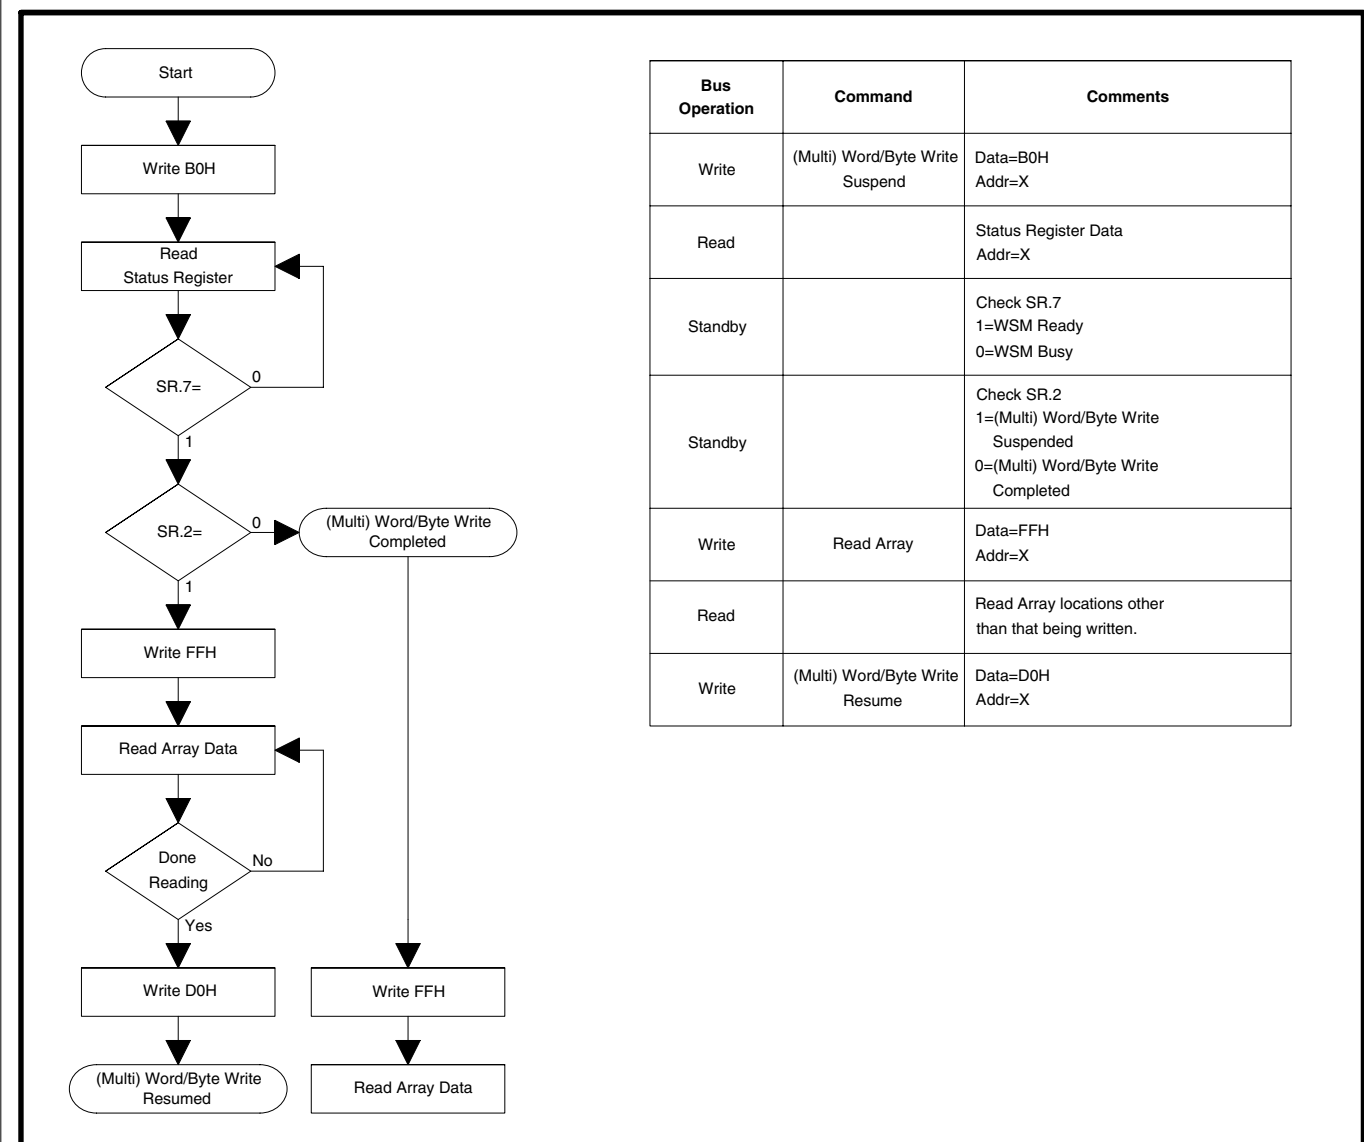 Start
Write B0H
Read
Status Register
SR.7=
0
1
SR.2=
0
(Multi) Word/Byte Write
Completed
1
Write FFH
Read Array Data
Done
Reading
No
Yes
Write D0H
Write FFH
(Multi) Word/Byte Write
Resumed
Read Array Data
Bus
Operation
Command
Comments
Write
(Multi) Word/Byte Write
Suspend
Data=B0H
Addr=X
Read
Status Register Data
Addr=X
Standby
Check SR.7
1=WSM Ready
0=WSM Busy
Standby
Check SR.2
1=(Multi) Word/Byte Write
Suspended
0=(Multi) Word/Byte Write
Completed
Write
Read Array
Data=FFH
Addr=X
Read
Read Array locations other
than that being written.
Write
(Multi) Word/Byte Write
Resume
Data=D0H
Addr=X